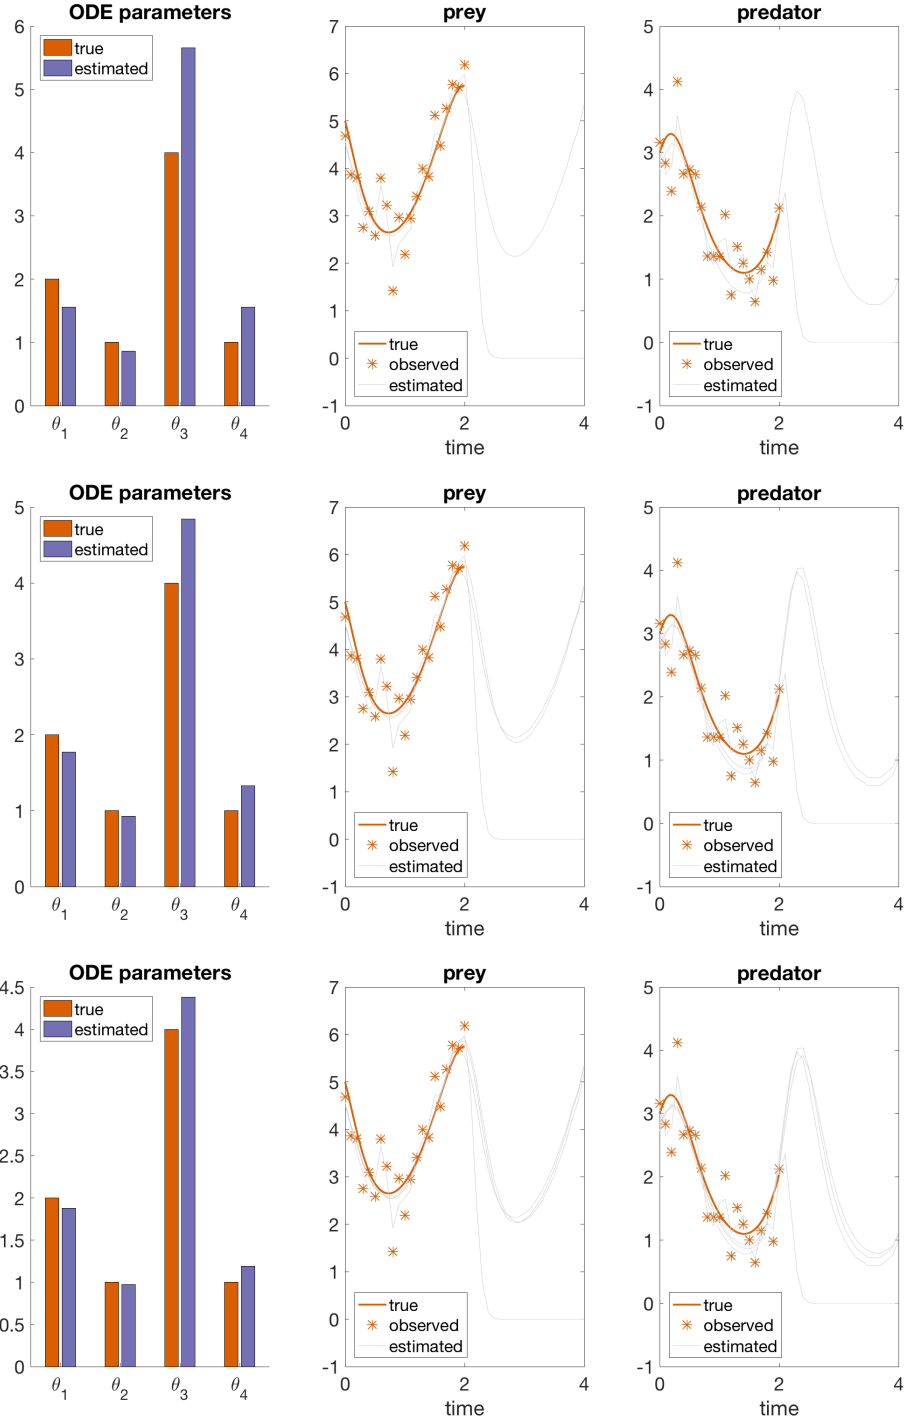 ODE parameters prey predator
6 7 5
true
estimated
5 6 4
4 5 3
3 4 2
2 3 1
1 2 0
0 1 -1
0
-1
true
observed
estimated
true
observed
estimated
θ1 θ2 θ3 θ4
0 2 4
time
0 2 4
time
ODE parameters prey predator
5 7 5
true
estimated
4 6 4
3 5 3
2 4 2
1 3 1
0 2 0
1 -1
0
-1
true
observed
estimated
true
observed
estimated
θ1 θ2 θ3 θ4
0 2 4
time
0 2 4
time
ODE parameters prey predator
4.5 7 5
true
estimated
4 6 4
3.5 5 3
3 4 2
2.5 3 1
2 2 0
1.5 1 -1
1 0
0.5 -1
0
true
observed
estimated
true
observed
estimated
θ1 θ2 θ3 θ4
0 2 4
time
0 2 4
time